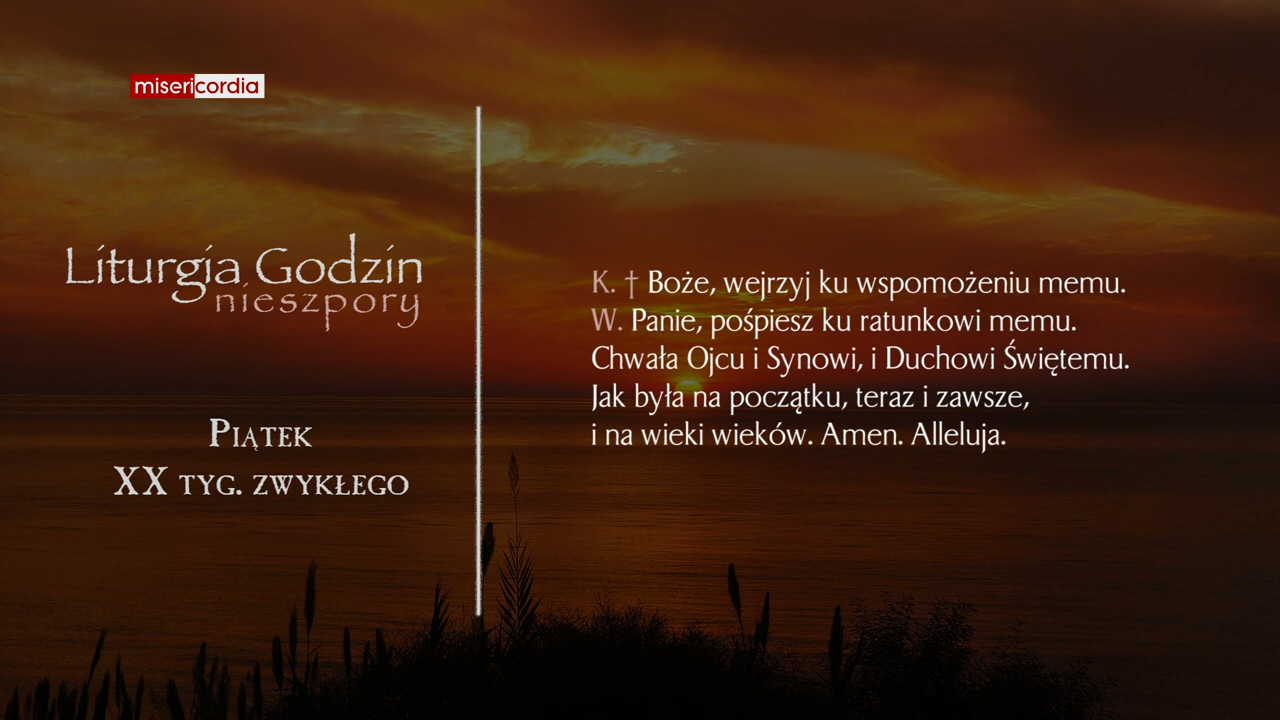 misericordia
Liturgia Godzin
nieszpory
Piątek
XX tyg. zwykłego
K. † Boże, wejrzyj ku wspomożeniu memu.
W. Panie, pośpiesz ku ratunkowi memu.
Chwała Ojcu i Synowi, i Duchowi Świętemu.
Jak była na początku, teraz i zawsze,
i na wieki wieków. Amen. Alleluja.